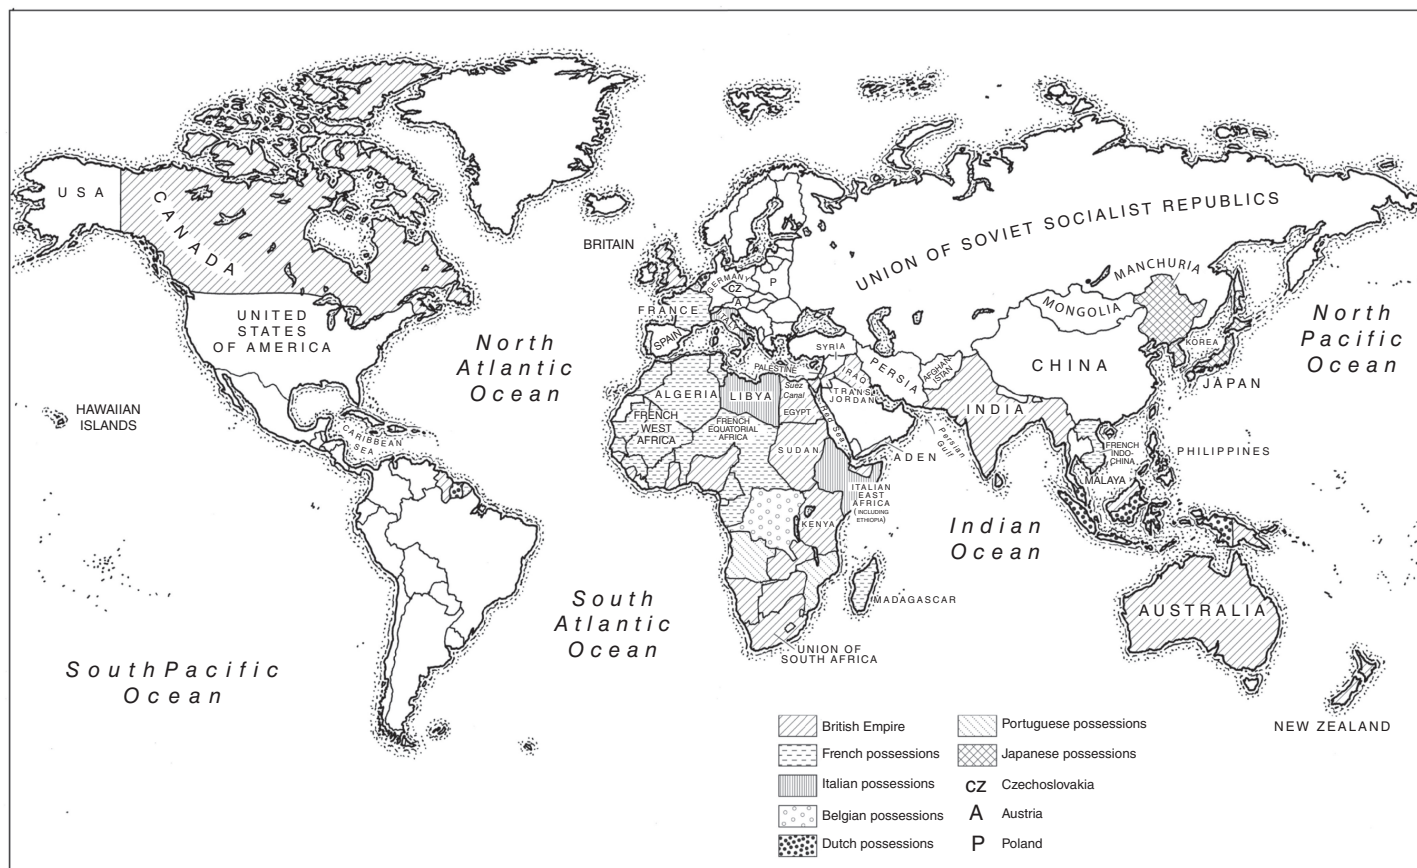 USA
CANADA
UNITED
STATES
OF AMERICA
HAWAIIAN
ISLANDS
CARIBBEAN
SEA
North
Atlantic
Ocean
South Pacific
Ocean
South
Atlantic
Ocean
BRITAIN
FRANCE
SPAIN
GERMANY
CZ
A
P
ITALY
UNION OF SOVIET SOCIALIST REPUBLICS
MANCHURIA
MONGOLIA
KOREA
JAPAN
CHINA
North
Pacific
Ocean
SYRIA
PALESTINE
IRAQ
TRANS
JORDAN
PERSIA
AFGHAN
ISTAN
INDIA
Suez
Canal
EGYPT
Red Sea
ADEN
Persian
Gulf
ALGERIA
LIBYA
FRENCH
WEST
AFRICA
FRENCH
EQUATORIAL
AFRICA
SUDAN
ITALIAN
EAST
AFRICA
(INCLUDING
ETHIOPIA)
KENYA
MADAGASCAR
UNION OF
SOUTH AFRICA
Indian
Ocean
FRENCH
INDO-
CHINA
MALAYA
PHILIPPINES
AUSTRALIA
NEW ZEALAND
British Empire
French possessions
Italian possessions
Belgian possessions
Dutch possessions
Portuguese possessions
Japanese possessions
CZ Czechoslovakia
A Austria
P Poland